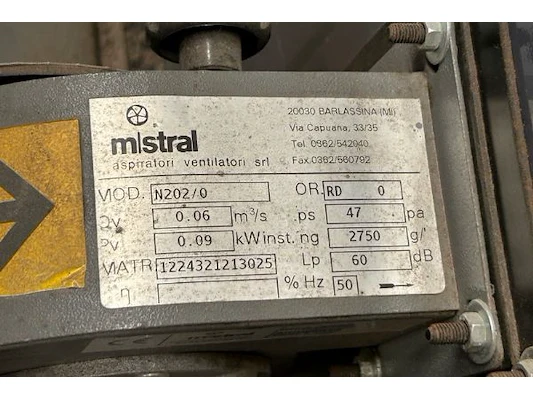 mistral
aspiratori ventilatori srl
20030 BARLASSINA (MI)
Via Capuana, 33/35
Tel. 0362/542040
Fax.0362/560792
MOD. N202/0 OR. RD 0
Qv 0.06 m³/s ps 47 pa
Pv 0.09 kWinst. ng 2750 g/'
MATR. 1224321213025 Lp 60 dB
η % Hz 50
CE